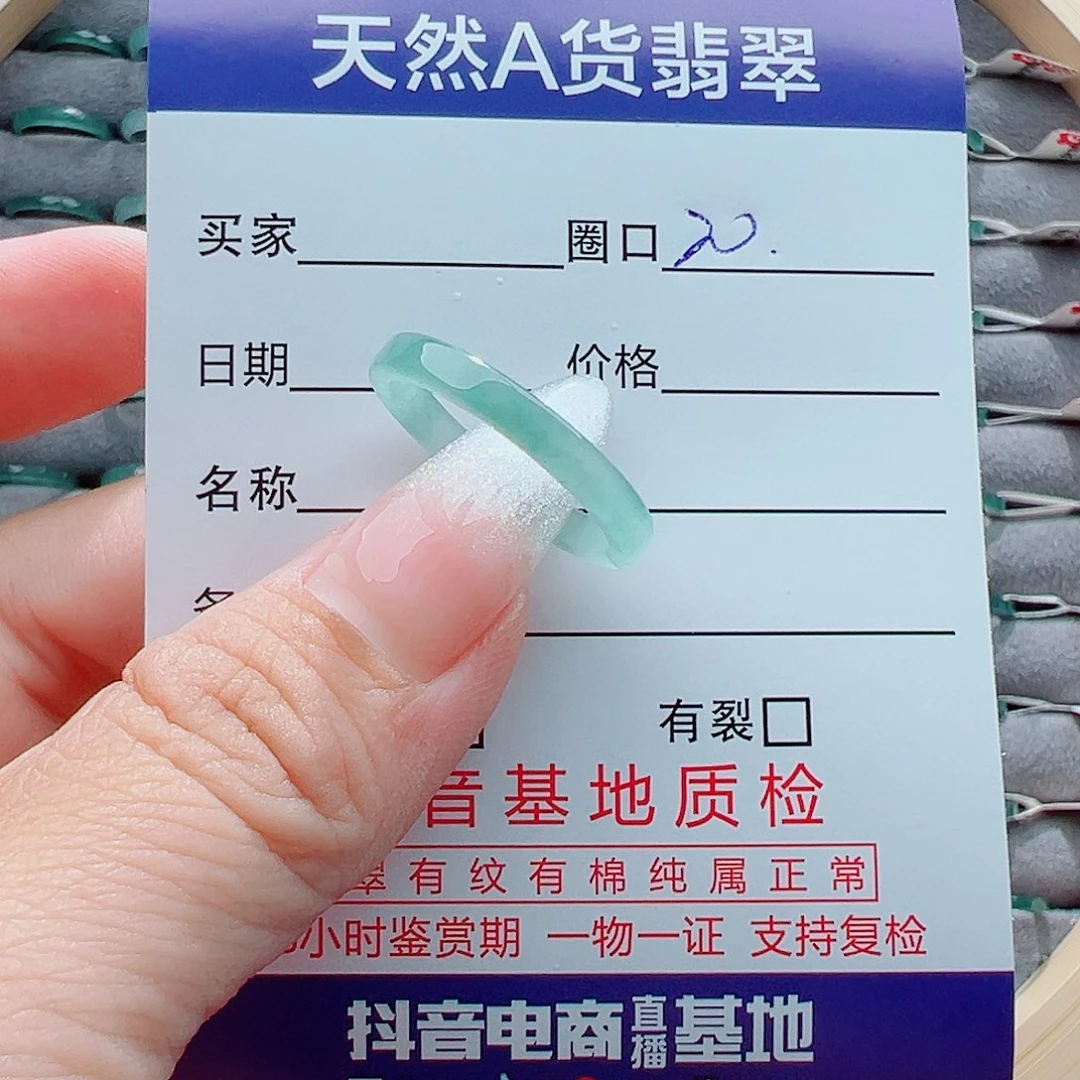 天然A货翡翠
买家 圈口 20.
日期 价格
名称
有裂
音基地质检
翠有纹有棉纯属正常
小时鉴赏期 一物一证 支持复检
抖音电商直播基地